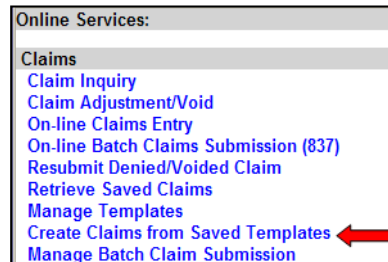 Online Services:
Claims
Claim Inquiry
Claim Adjustment/Void
On-line Claims Entry
On-line Batch Claims Submission (837)
Resubmit Denied/Voided Claim
Retrieve Saved Claims
Manage Templates
Create Claims from Saved Templates
Manage Batch Claim Submission